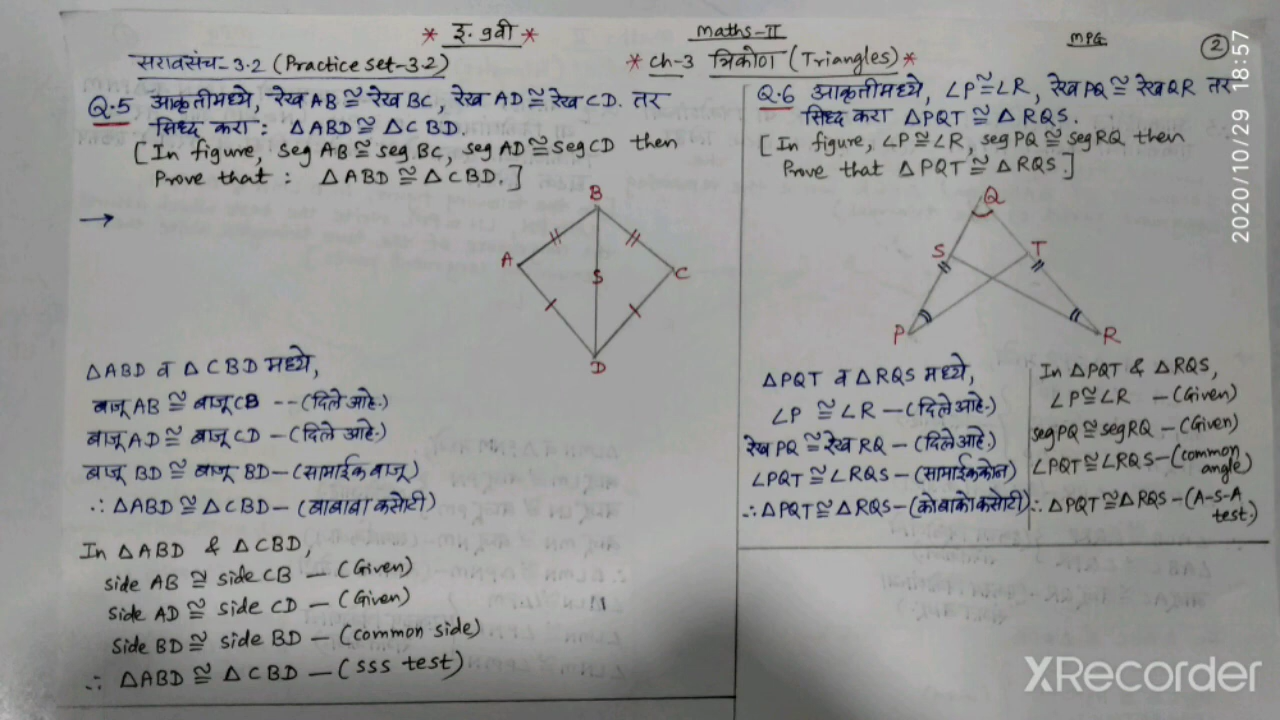 * इ. 9वी *
maths-II
MPG
2
सरावसंच-3.2 (Practice set-3.2)
* ch-3 त्रिकोण (Triangles) *
Q.5 आकृतीमध्ये, रेख AB ≅ रेख BC, रेख AD ≅ रेख CD. तर
सिध्द करा : △ABD ≅ △CBD.
[In figure, seg AB ≅ seg BC, seg AD ≅ seg CD then
Prove that : △ABD ≅ △CBD.]
→
B
A
S
C
D
△ABD व △CBD मध्ये,
बाजू AB ≅ बाजू CB -- (दिले आहे.)
बाजू AD ≅ बाजू CD - (दिले आहे.)
बाजू BD ≅ बाजू BD - (सामाईक बाजू)
∴ △ABD ≅ △CBD - (बाबाबा कसोटी)
In △ABD & △CBD,
side AB ≅ side CB - (Given)
side AD ≅ side CD - (Given)
Side BD ≅ side BD - (common side)
∴ △ABD ≅ △CBD - (SSS test)
Q.6 आकृतीमध्ये, ∠P ≅ ∠R, रेख PQ ≅ रेख QR तर
सिध्द करा △PQT ≅ △RQS.
[In figure, ∠P ≅ ∠R, seg PQ ≅ seg RQ then
Prove that △PQT ≅ △RQS.]
Q
S
T
P
R
△PQT व △RQS मध्ये,
∠P ≅ ∠R - (दिले आहे.)
रेख PQ ≅ रेख RQ - (दिले आहे.)
∠PQT ≅ ∠RQS - (सामाईक कोन)
∴ △PQT ≅ △RQS - (कोबाको कसोटी)
In △PQT & △RQS,
∠P ≅ ∠R - (Given)
seg PQ ≅ seg RQ - (Given)
∠PQT ≅ ∠RQS - (common
angle)
∴ △PQT ≅ △RQS - (A-S-A
test)
2020/10/29 18:57
XRecorder